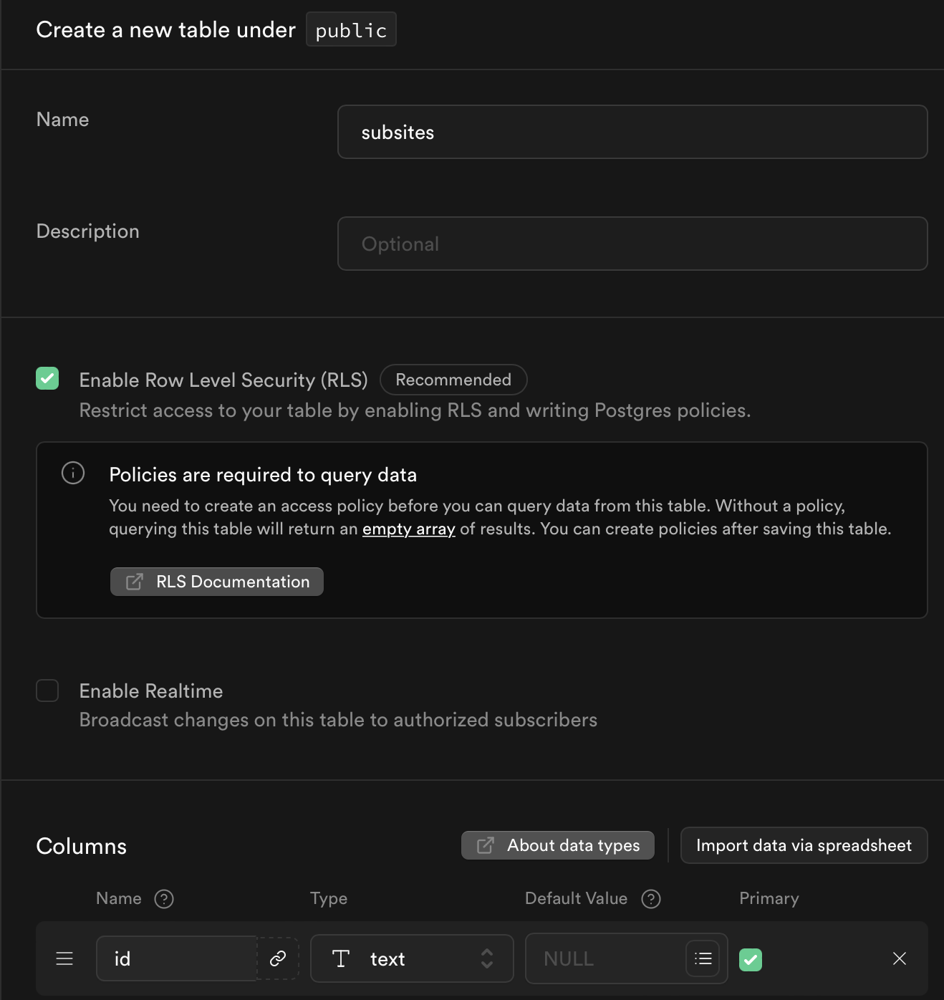 Create a new table under public
Name
subsites
Description
Optional
Enable Row Level Security (RLS) Recommended
Restrict access to your table by enabling RLS and writing Postgres policies.
Policies are required to query data
You need to create an access policy before you can query data from this table. Without a policy,
querying this table will return an empty array of results. You can create policies after saving this table.
RLS Documentation
Enable Realtime
Broadcast changes on this table to authorized subscribers
Columns About data types Import data via spreadsheet
Name Type Default Value Primary
id text NULL